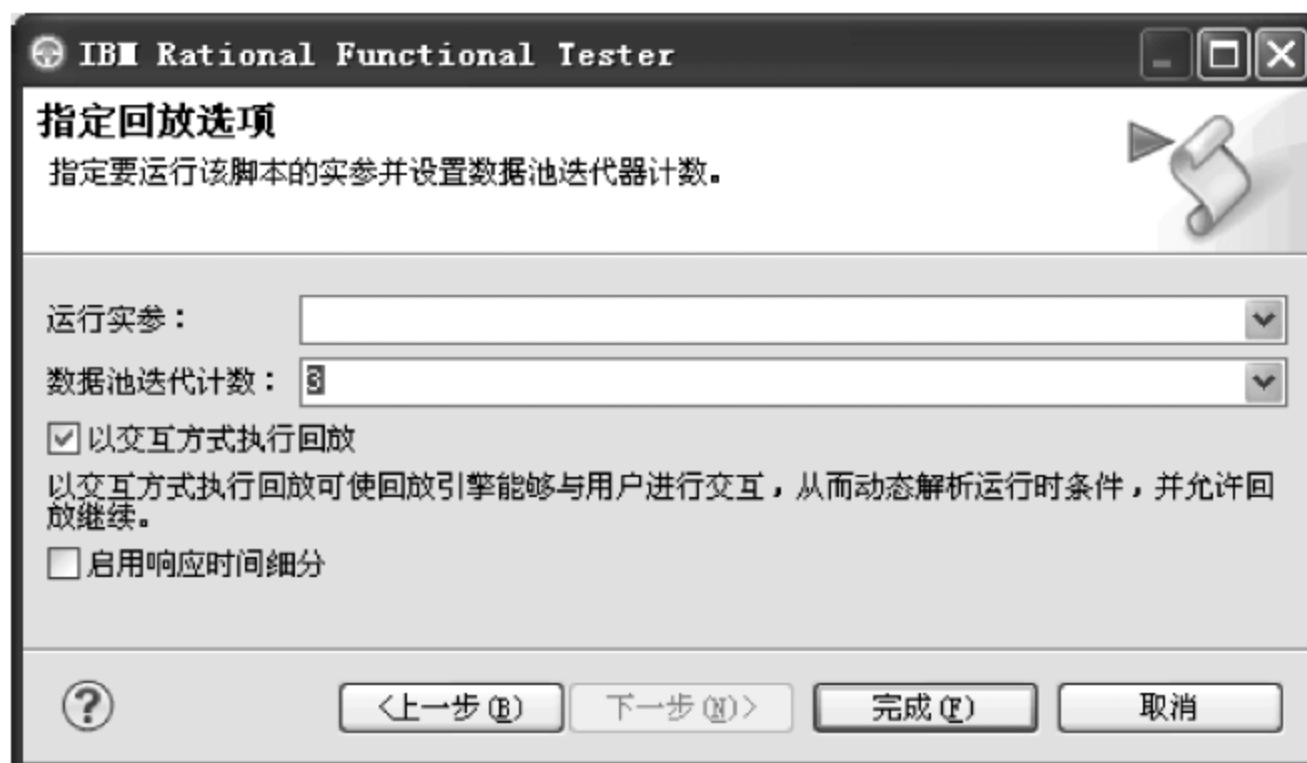 IBM Rational Functional Tester
指定回放选项
指定要运行该脚本的实参并设置数据池迭代器计数。
运行实参：
数据池迭代计数： 3
以交互方式执行回放
以交互方式执行回放可使回放引擎能够与用户进行交互，从而动态解析运行时条件，并允许回
放继续。
启用响应时间细分
? <上一步(B) 下一步(N)> 完成(F) 取消